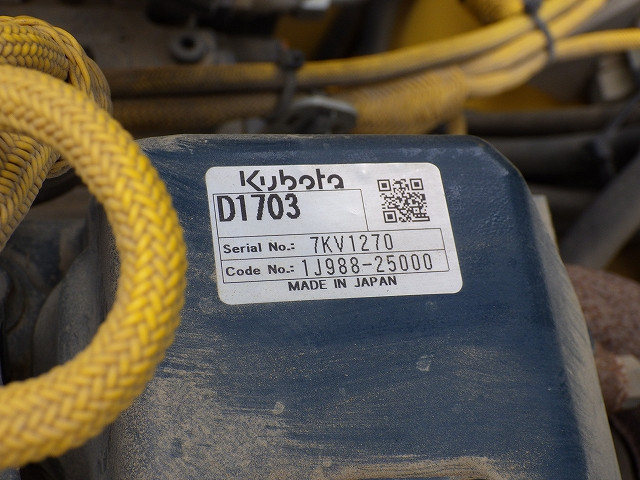 Kubota
D1703
Serial No.: 7KV1270
Code No.: 1J988-25000
MADE IN JAPAN